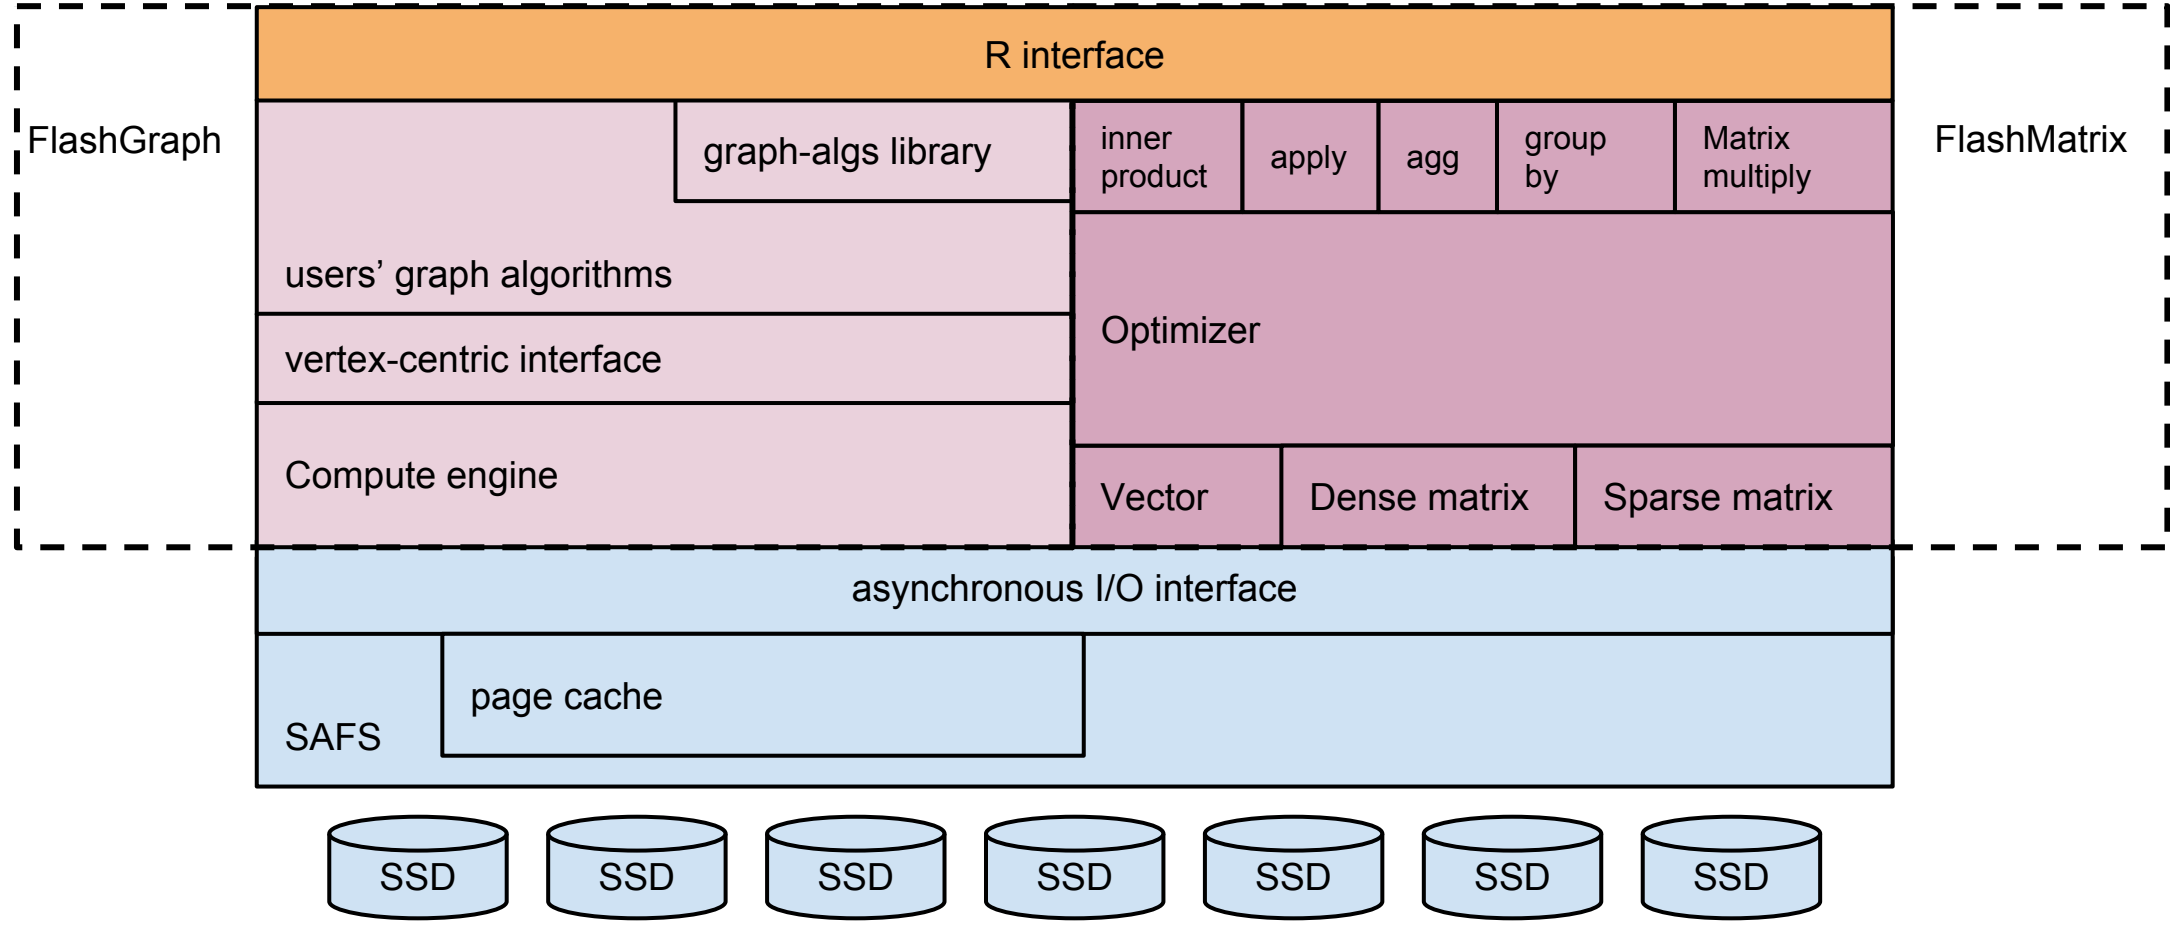 R interface
FlashGraph
graph-algs library
inner
product
apply
agg
group
by
Matrix
multiply
FlashMatrix
users’ graph algorithms
Optimizer
vertex-centric interface
Compute engine
Vector
Dense matrix
Sparse matrix
asynchronous I/O interface
page cache
SAFS
SSD
SSD
SSD
SSD
SSD
SSD
SSD